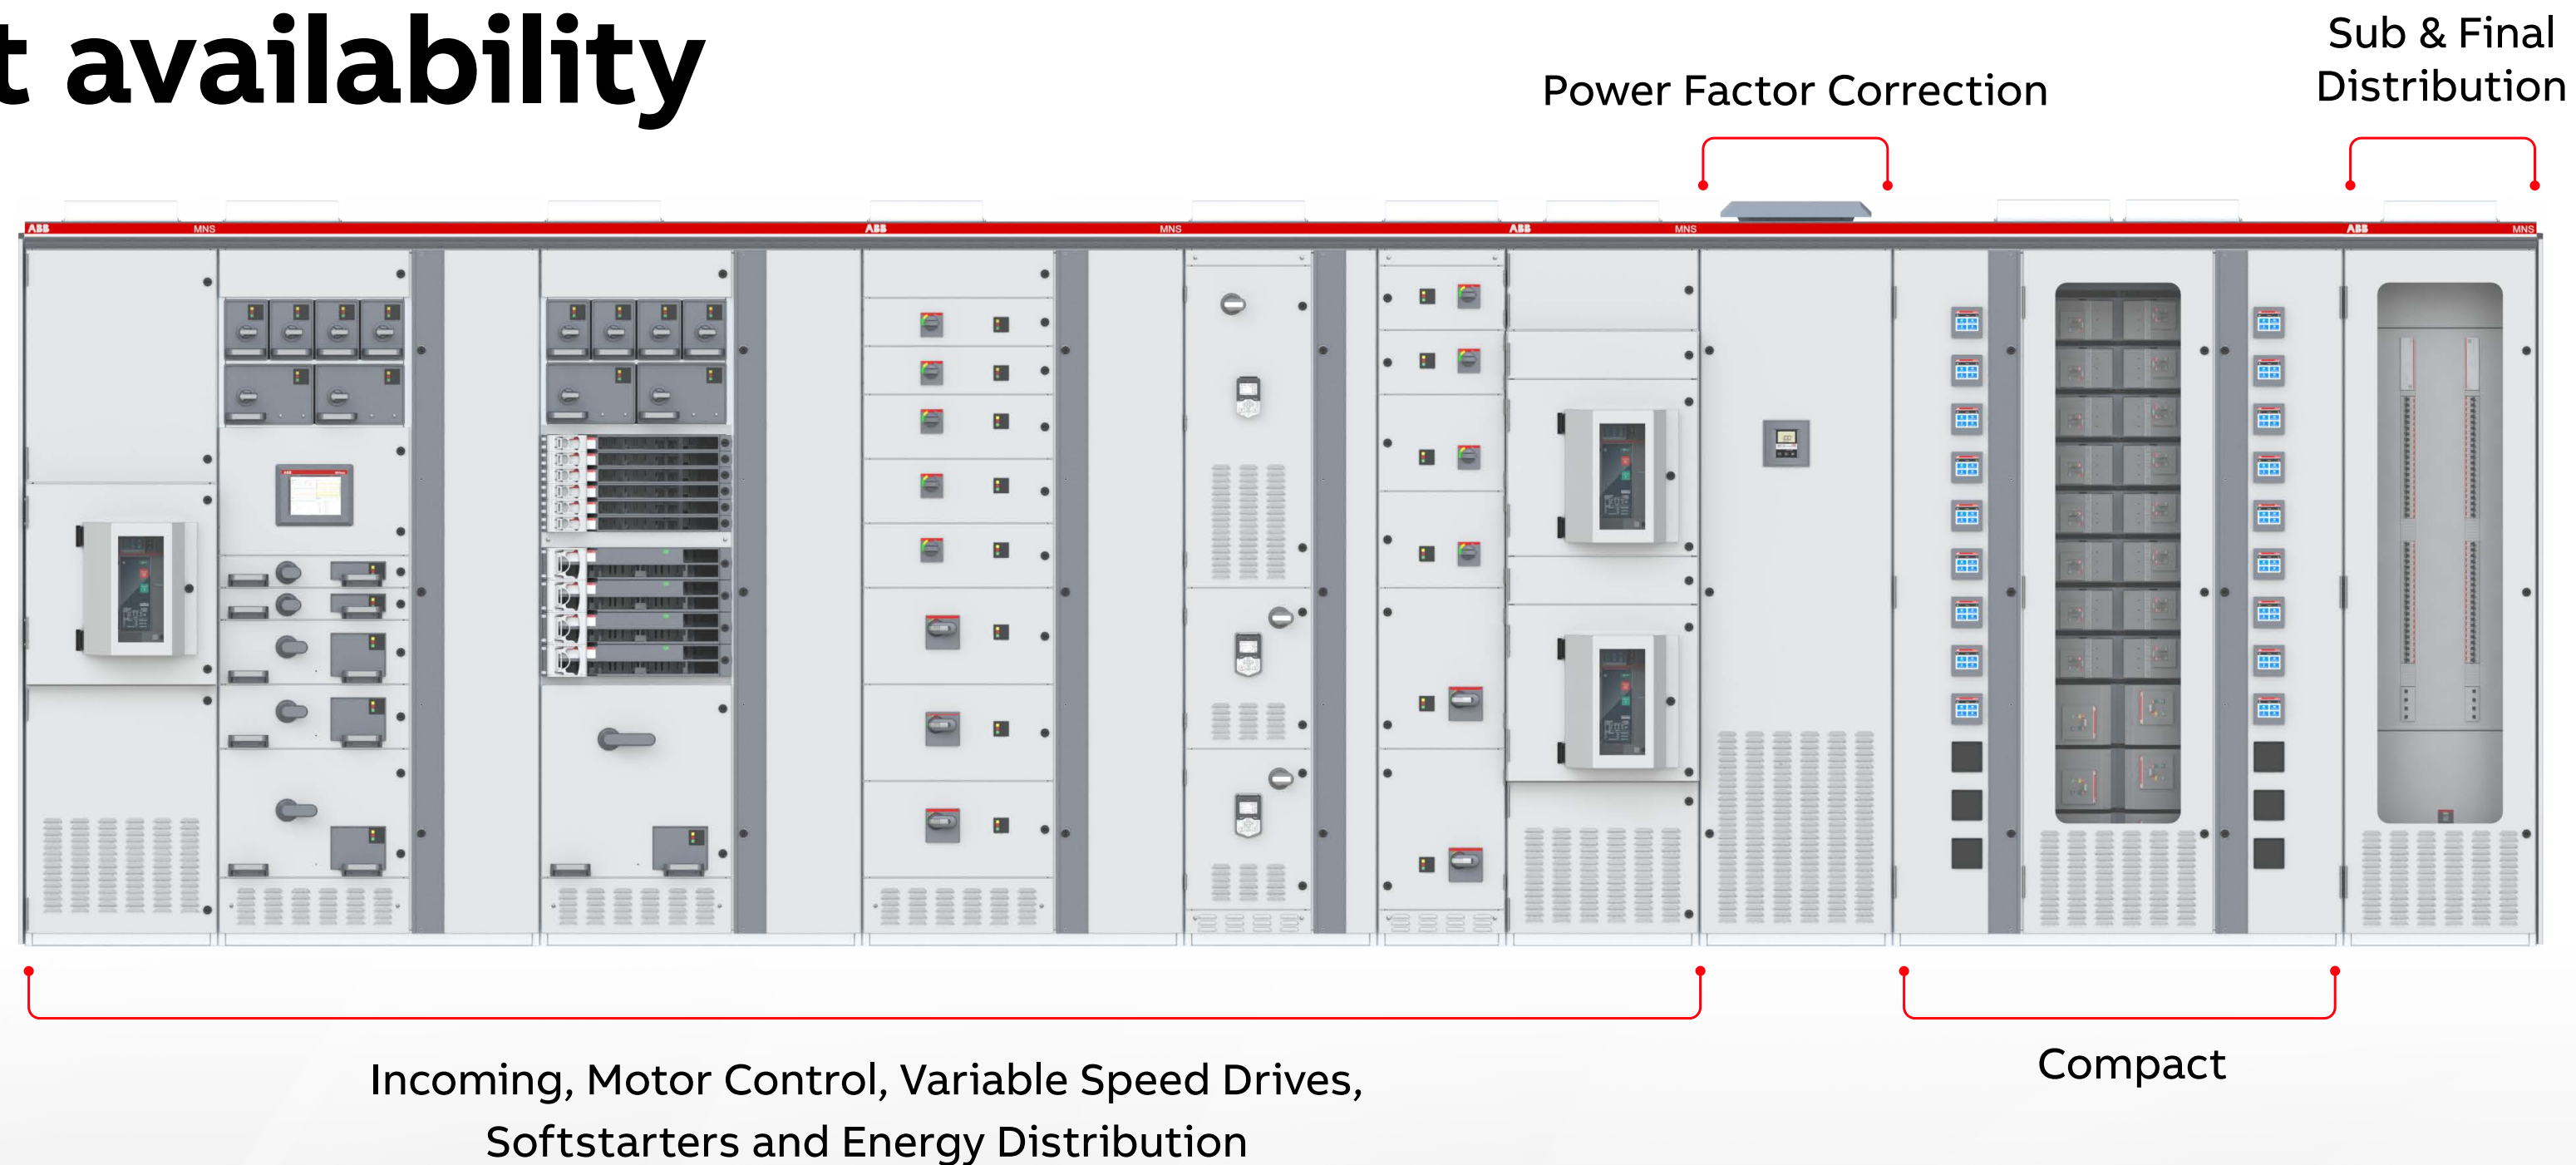 t availability
Sub & Final
Distribution
Power Factor Correction
ABB MNS ABB MNS ABB MNS ABB MNS
Incoming, Motor Control, Variable Speed Drives,
Softstarters and Energy Distribution
Compact